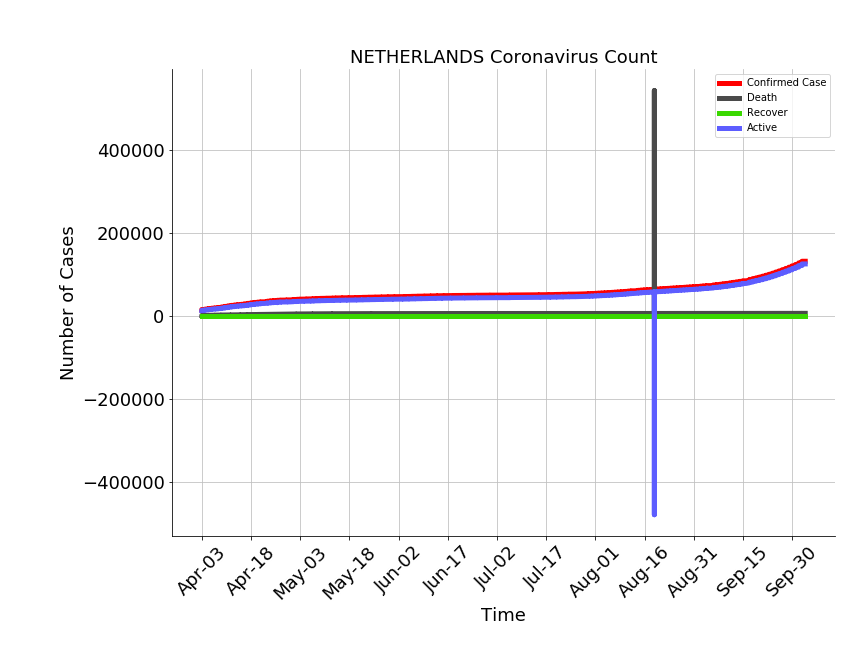 NETHERLANDS Coronavirus Count
Confirmed Case
Death
Recover
Active
400000
200000
0
−200000
−400000
Number of Cases
Apr-03
Apr-18
May-03
May-18
Jun-02
Jun-17
Jul-02
Jul-17
Aug-01
Aug-16
Aug-31
Sep-15
Sep-30
Time